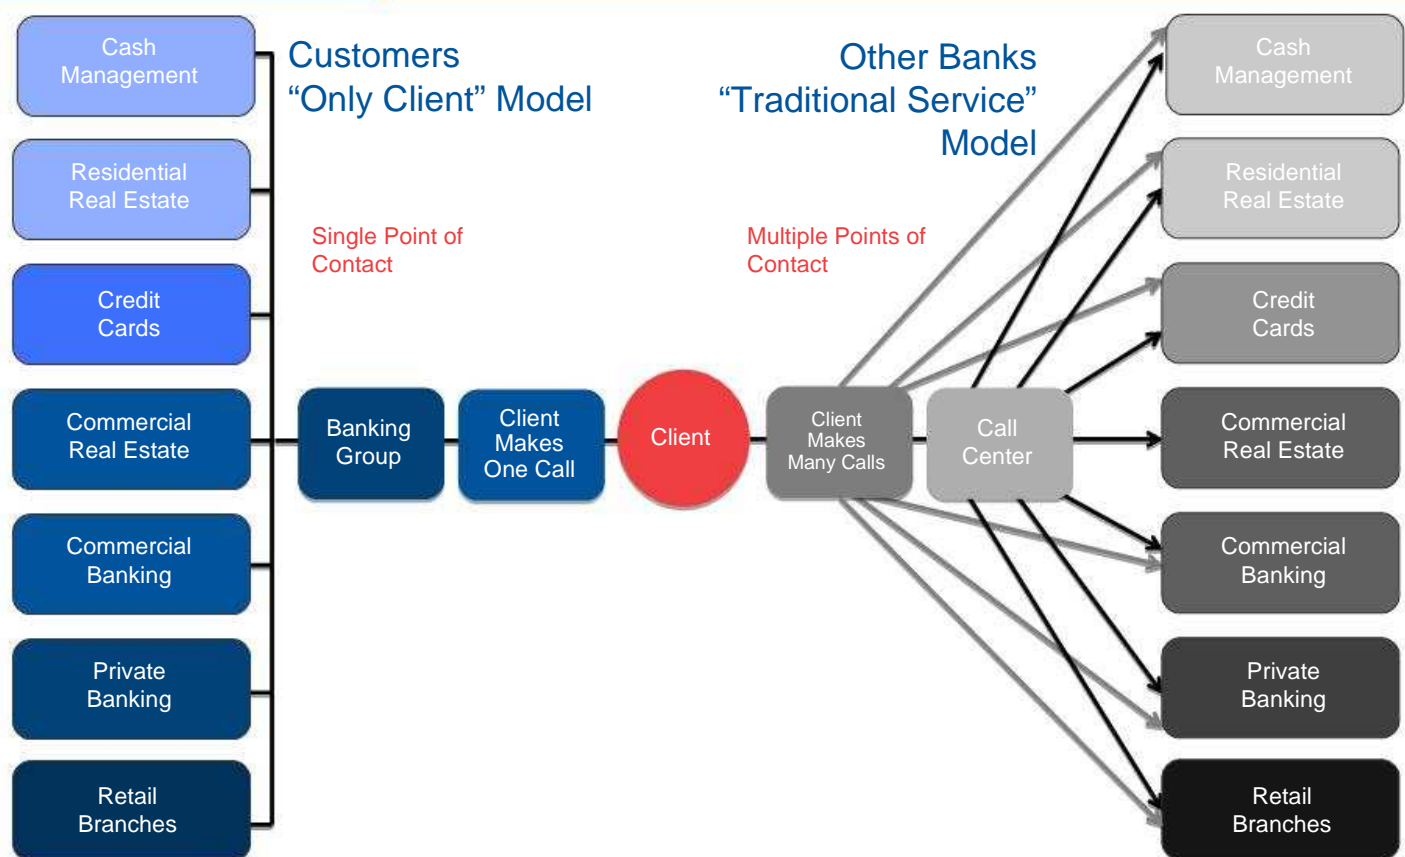 Customers
“Only Client” Model
Other Banks
“Traditional Service”
Model
Cash
Management
Residential
Real Estate
Credit
Cards
Commercial
Real Estate
Commercial
Banking
Private
Banking
Retail
Branches
Single Point of
Contact
Banking
Group
Client
Makes
One Call
Client
Multiple Points of
Contact
Client
Makes
Many Calls
Call
Center
Cash
Management
Residential
Real Estate
Credit
Cards
Commercial
Real Estate
Commercial
Banking
Private
Banking
Retail
Branches